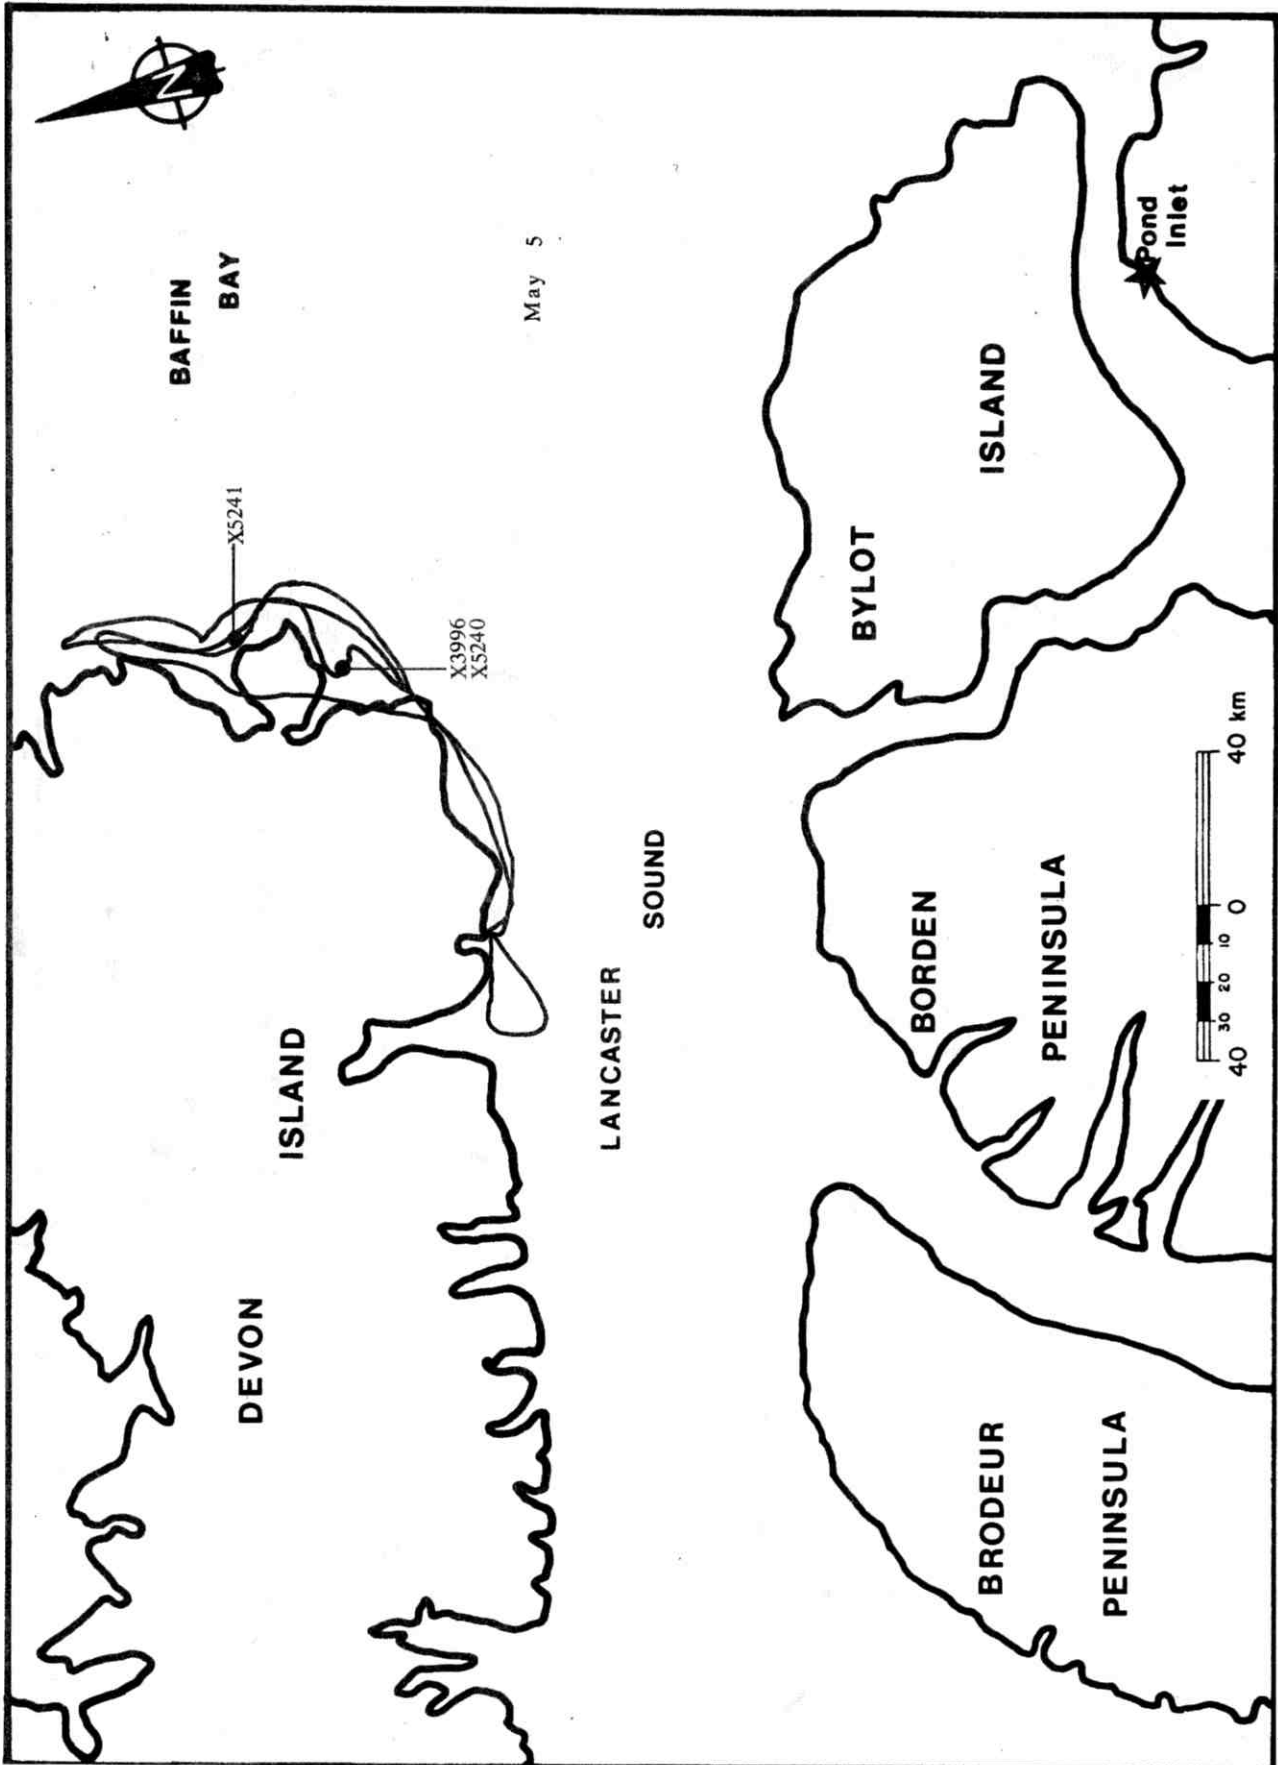 N
BAFFIN
BAY
May 5
X5241
X3996
X5240
DEVON
ISLAND
LANCASTER
SOUND
BYLOT
ISLAND
Pond
Inlet
BORDEN
PENINSULA
BRODEUR
PENINSULA
40 30 20 10 0 40 km